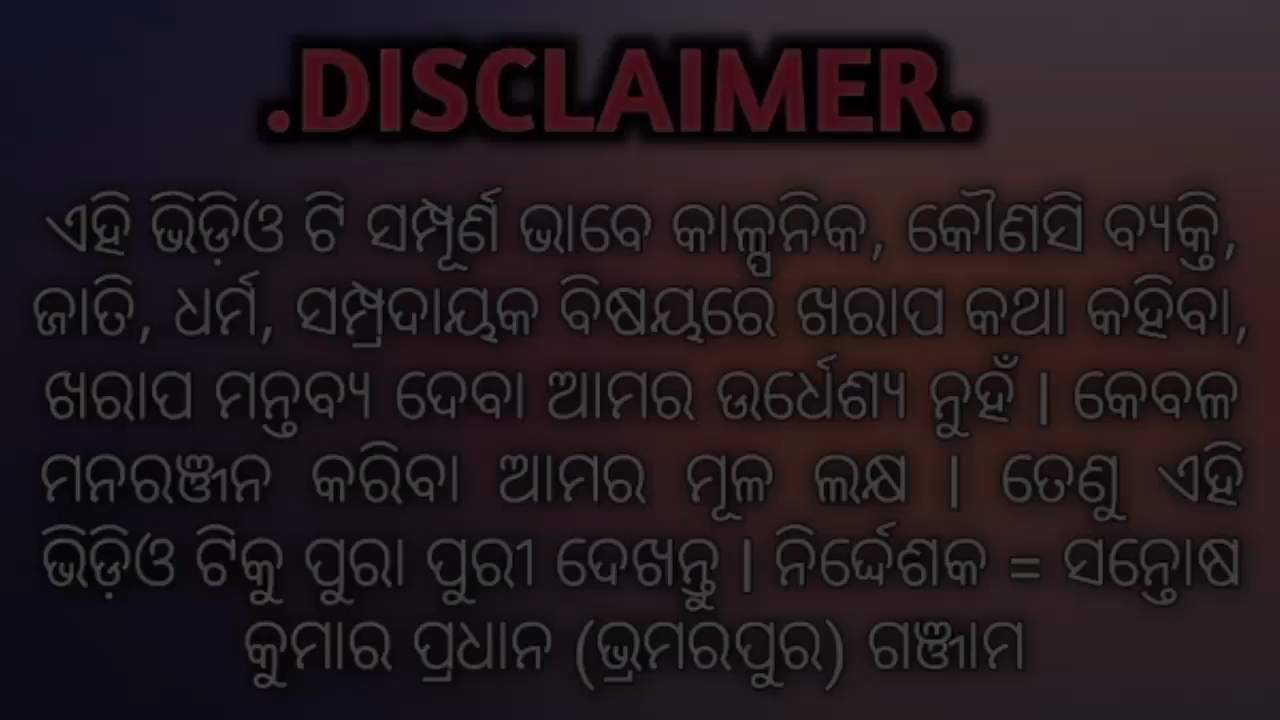 .DISCLAIMER.
ଏହି ଭିଡ଼ିଓ ଟି ସମ୍ପୂର୍ଣ ଭାବେ କାଳ୍ପନିକ, କୌଣସି ବ୍ୟକ୍ତି,
ଜାତି, ଧର୍ମ, ସମ୍ପ୍ରଦାୟକ ବିଷୟରେ ଖରାପ କଥା କହିବା,
ଖରାପ ମନ୍ତବ୍ୟ ଦେବା ଆମର ଉର୍ଧେଶ୍ୟ ନୁହଁ |  କେବଳ
ମନରଞ୍ଜନ କରିବା ଆମର ମୂଳ ଲକ୍ଷ | ତେଣୁ ଏହି
ଭିଡ଼ିଓ ଟିକୁ ପୁରା ପୁରୀ ଦେଖନ୍ତୁ | ନିର୍ଦ୍ଦେଶକ = ସନ୍ତୋଷ
କୁମାର ପ୍ରଧାନ (ଭ୍ରମରପୁର) ଗଞ୍ଜାମ